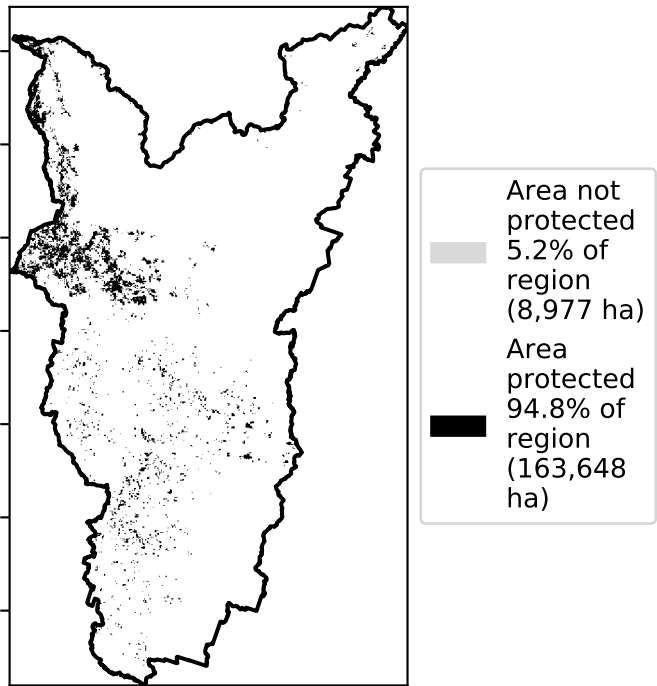 Area not
protected
5.2% of
region
(8,977 ha)
Area
protected
94.8% of
region
(163,648
ha)